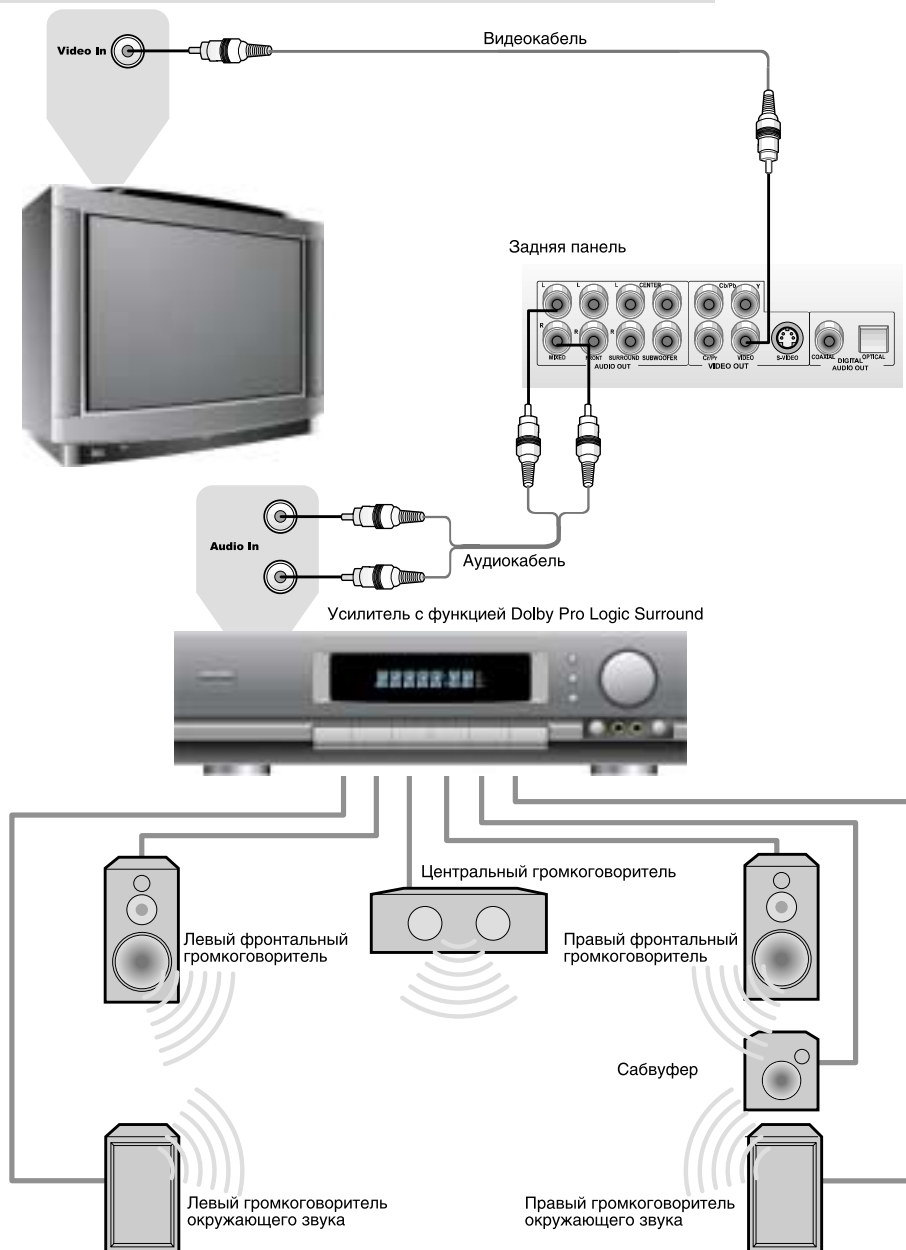 Video In
Видеокабель
Задняя панель
L L L CENTER Cb/Pb Y
R R R
MIXED FRONT SURROUND SUBWOOFER Cr/Pr VIDEO S-VIDEO COAXIAL OPTICAL
AUDIO OUT VIDEO OUT DIGITAL AUDIO OUT
Audio In
Аудиокабель
Усилитель с функцией Dolby Pro Logic Surround
Центральный громкоговоритель
Левый фронтальный
громкоговоритель
Правый фронтальный
громкоговоритель
Сабвуфер
Левый громкоговоритель
окружающего звука
Правый громкоговоритель
окружающего звука